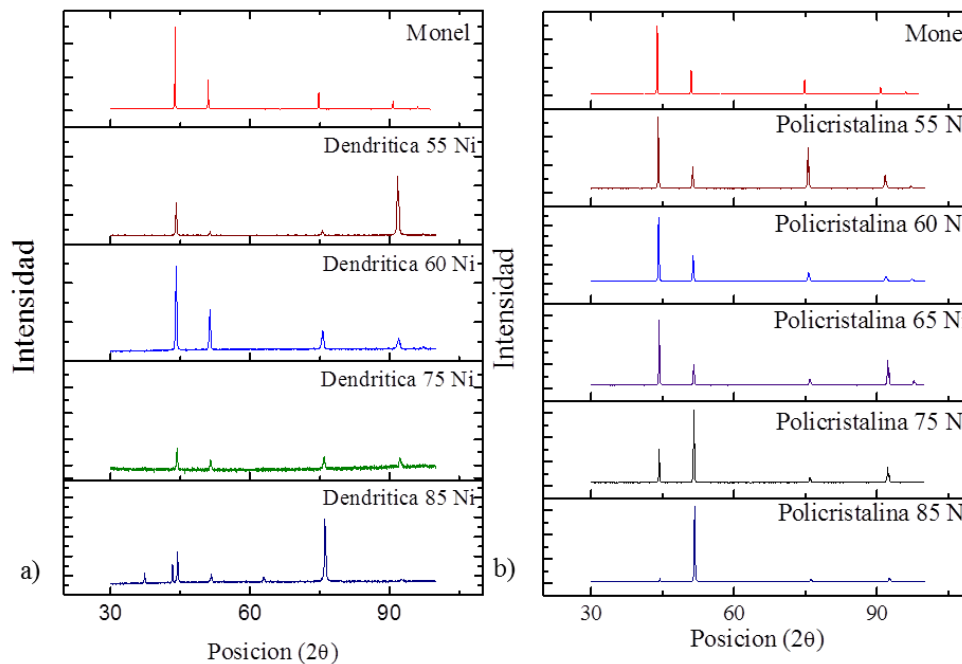 Monel
Dendritica 55 Ni
Dendritica 60 Ni
Dendritica 75 Ni
Dendritica 85 Ni
Intensidad
a)
30
60
90
Posicion (2θ)
Mone
Policristalina 55 N
Policristalina 60 N
Policristalina 65 N
Policristalina 75 N
Policristalina 85 N
Intensidad
b)
30
60
90
Posicion (2θ)